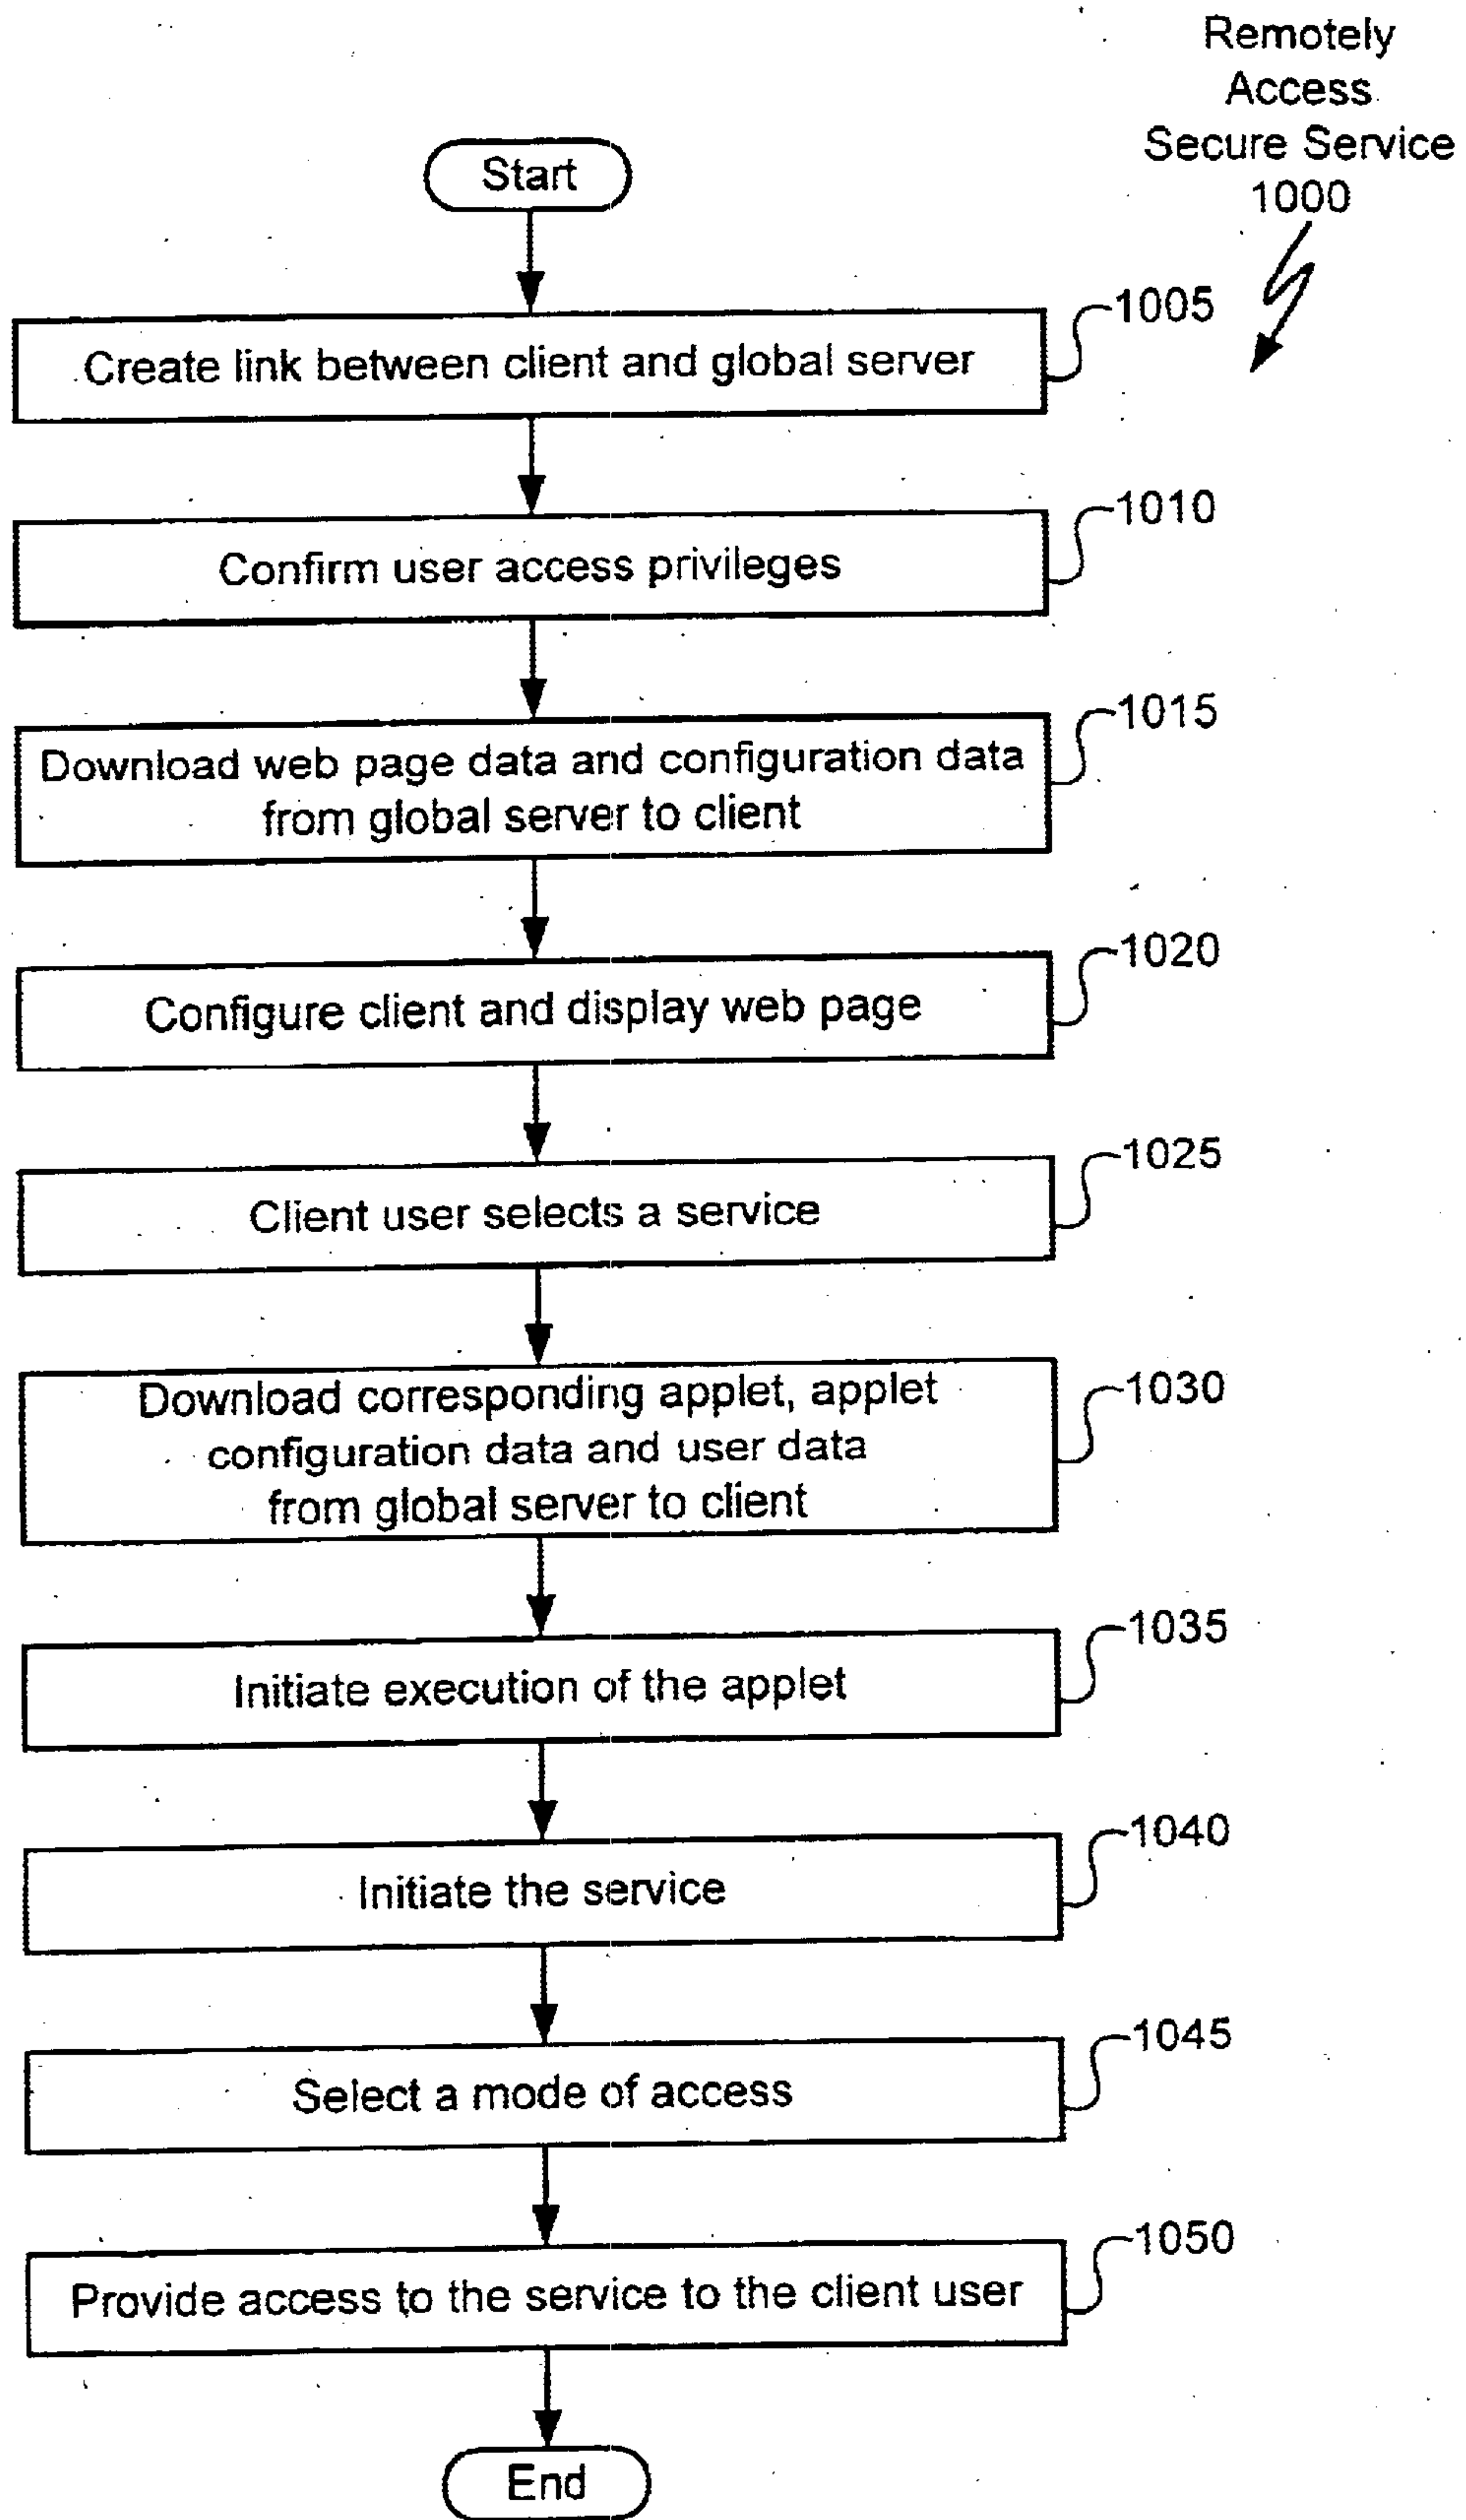 Remotely
Access
Secure Service
1000
Start
1005
Create link between client and global server
1010
Confirm user access privileges
1015
Download web page data and configuration data
from global server to client
1020
Configure client and display web page
1025
Client user selects a service
1030
Download corresponding applet, applet
configuration data and user data
from global server to client
1035
Initiate execution of the applet
1040
Initiate the service
1045
Select a mode of access
1050
Provide access to the service to the client user
End